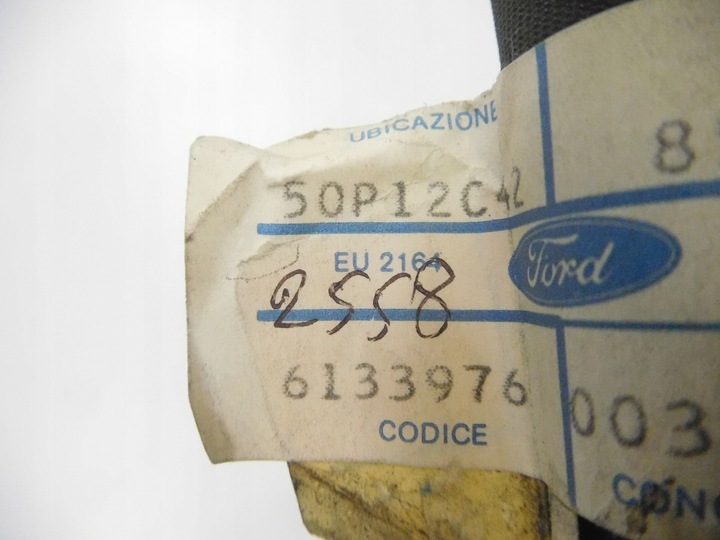 UBICAZIONE
8
50P12C42
EU 2164
Ford
2558
6133976
003
CODICE